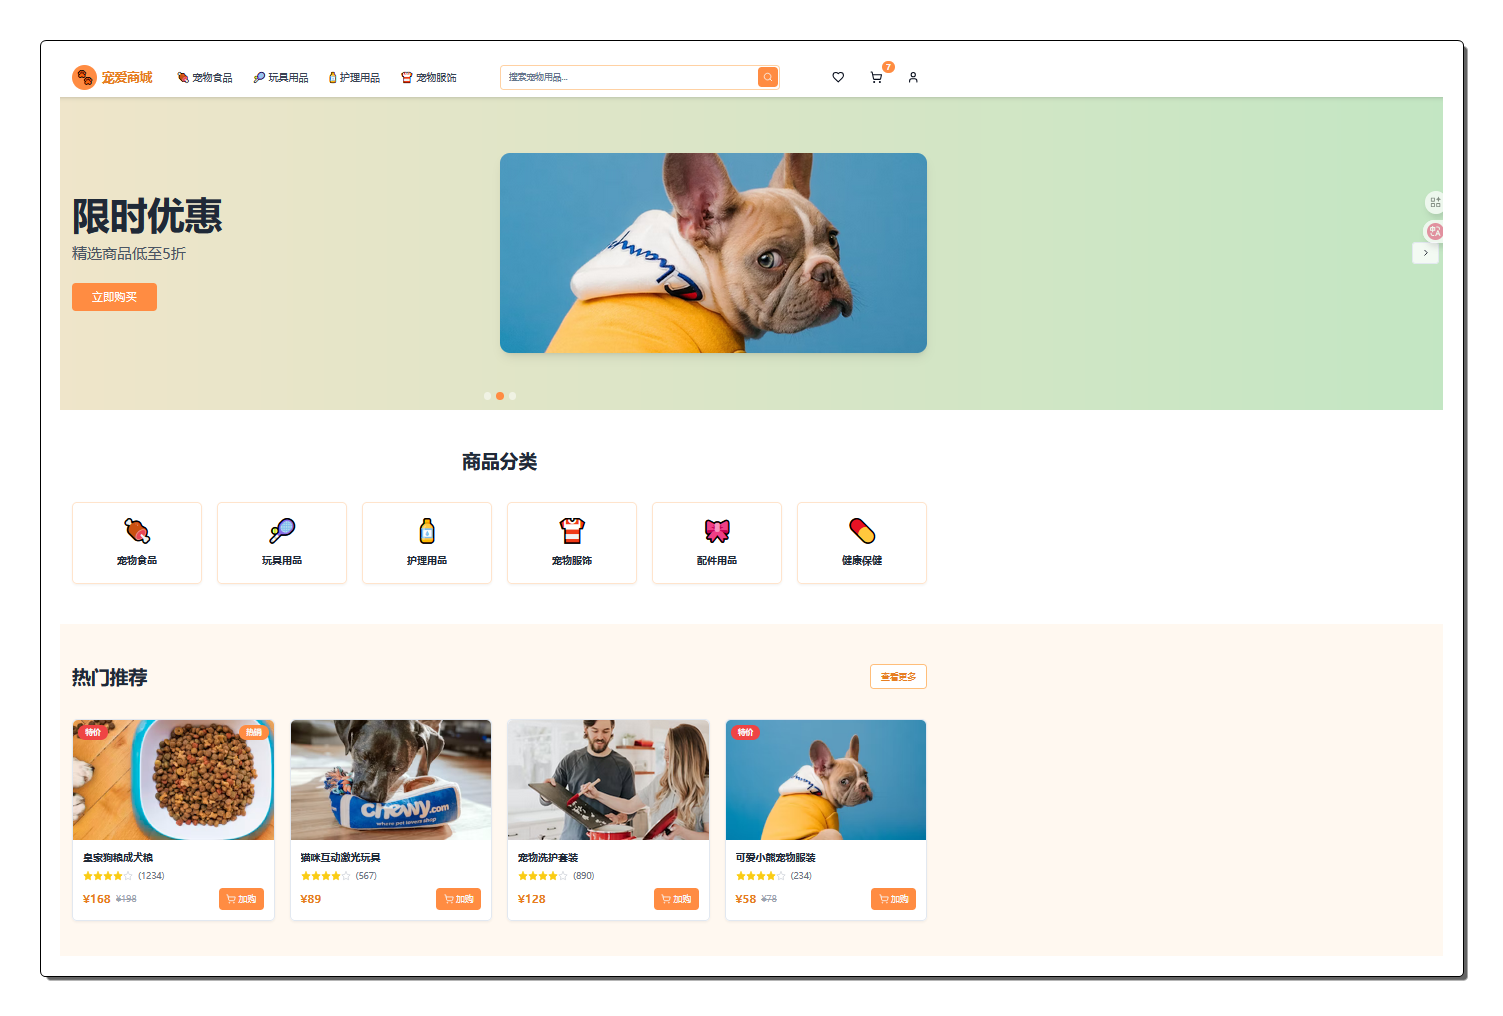 宠爱商城
宠物食品
玩具用品
护理用品
宠物服饰
搜索宠物用品...
7
限时优惠
精选商品低至5折
立即购买
商品分类
宠物食品
玩具用品
护理用品
宠物服饰
配件用品
健康保健
热门推荐
查看更多
特价
热销
chewy.com
where pet lovers shop
特价
皇家狗粮成犬粮
(1234)
¥168 ¥198
加购
猫咪互动激光玩具
(567)
¥89
加购
宠物洗护套装
(890)
¥128
加购
可爱小熊宠物服装
(234)
¥58 ¥78
加购